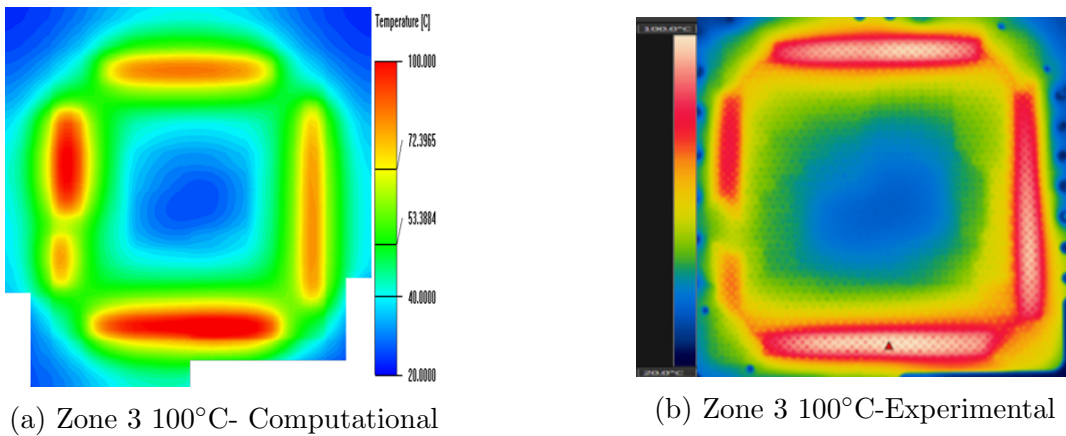 Temperature [C]
100.000
72.3965
53.3884
40.0000
20.0000
100.0°C
20.0°C
(a) Zone 3 100°C- Computational
(b) Zone 3 100°C-Experimental